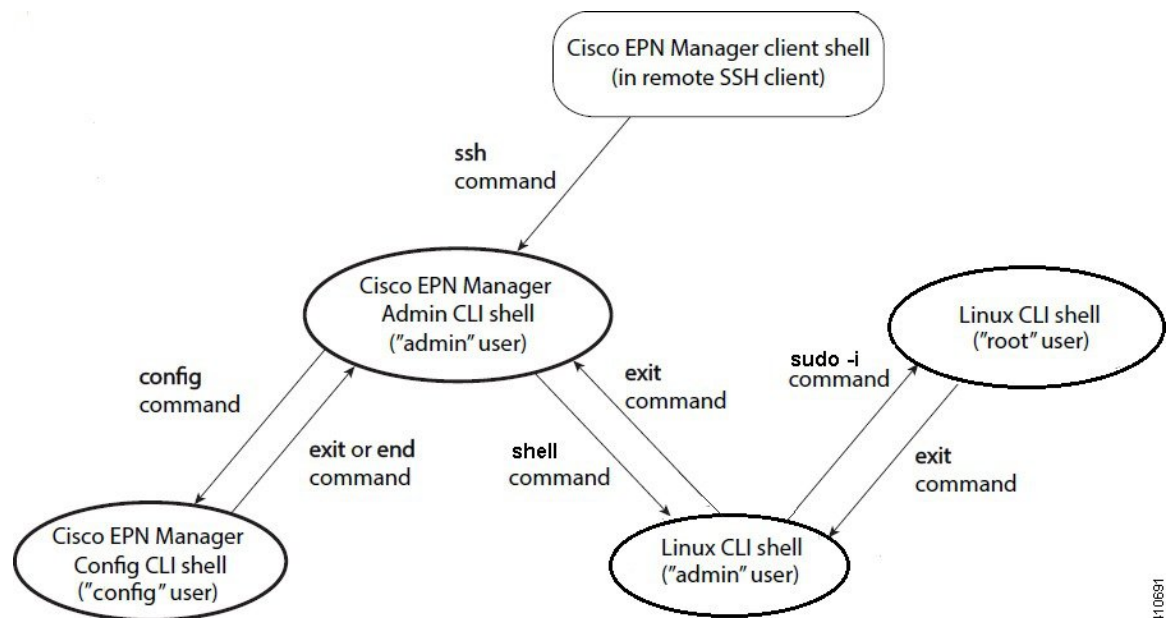 Cisco EPN Manager client shell
(in remote SSH client)
ssh
command
Cisco EPN Manager
Admin CLI shell
("admin" user)
Linux CLI shell
("root" user)
config
command
exit
command
sudo -i
command
exit or end
command
shell
command
exit
command
Cisco EPN Manager
Config CLI shell
("config" user)
Linux CLI shell
("admin" user)
410691